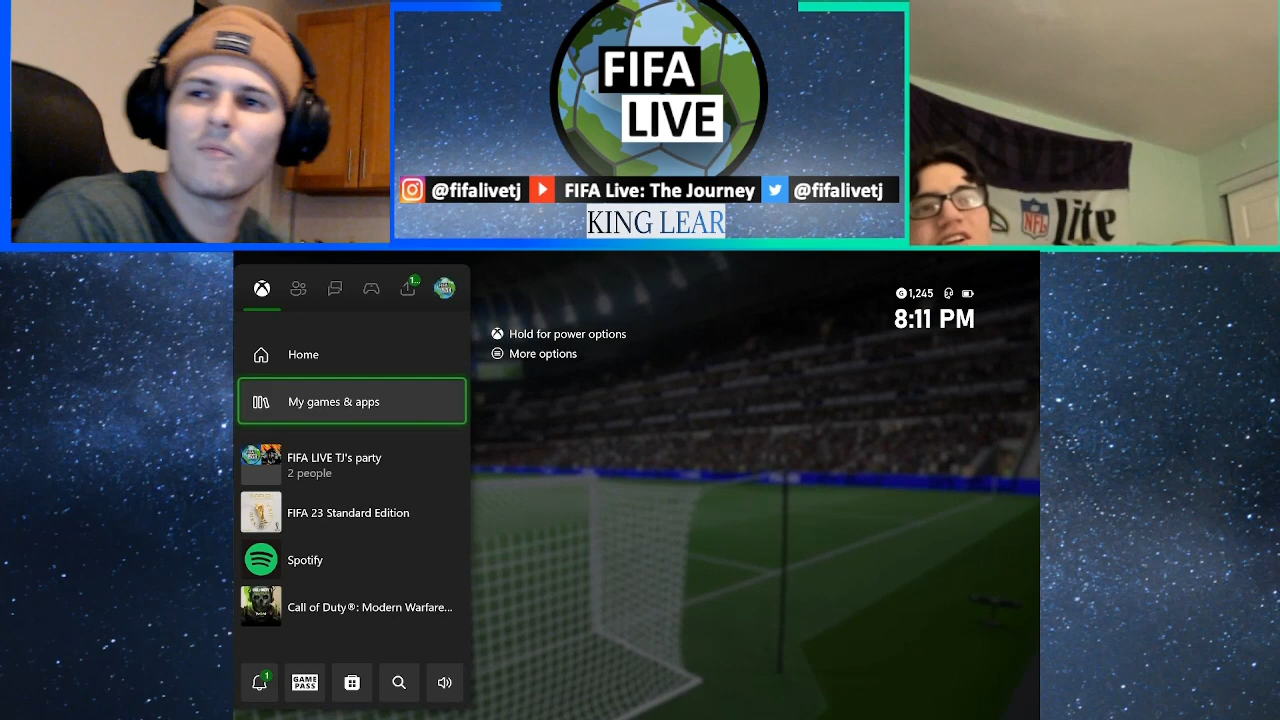 FIFA
LIVE
@fifalivetj
FIFA Live: The Journey
@fifalivetj
KING LEAR
NFL
Lite
1...
1,245
8:11 PM
Hold for power options
More options
Home
My games & apps
FIFA LIVE TJ's party
2 people
FIFA 23 Standard Edition
Spotify
Call of Duty®: Modern Warfare...
1
GAME
PASS